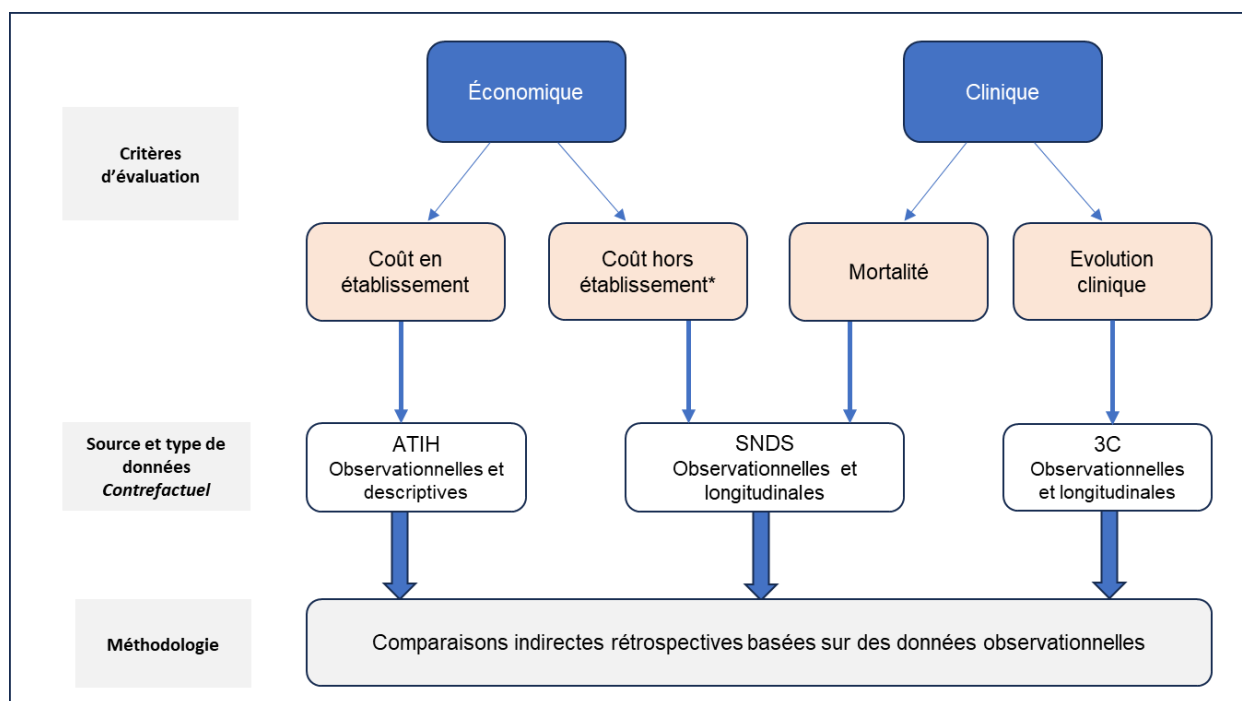 Économique
Clinique
Critères
d'évaluation
Coût en
établissement
Coût hors
établissement*
Mortalité
Evolution
clinique
Source et type de
données
Contrefactuel
ATIH
Observationnelles et
descriptives
SNDS
Observationnelles et
longitudinales
3C
Observationnelles
et longitudinales
Méthodologie
Comparaisons indirectes rétrospectives basées sur des données observationnelles